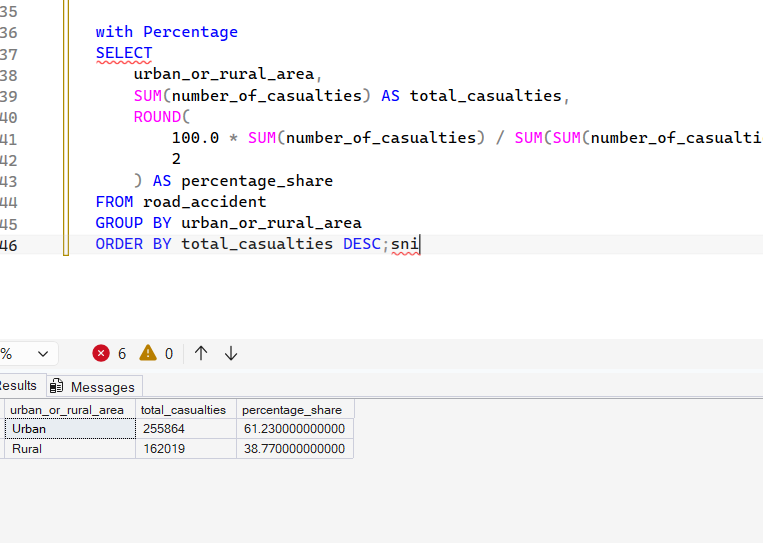 35
36 with Percentage
37 SELECT
38 urban_or_rural_area,
39 SUM(number_of_casualties) AS total_casualties,
40 ROUND(
41 100.0 * SUM(number_of_casualties) / SUM(SUM(number_of_casualti
42 2
43 ) AS percentage_share
44 FROM road_accident
45 GROUP BY urban_or_rural_area
46 ORDER BY total_casualties DESC;sni
% 6 0
esults Messages
urban_or_rural_area total_casualties percentage_share
Urban 255864 61.230000000000
Rural 162019 38.770000000000